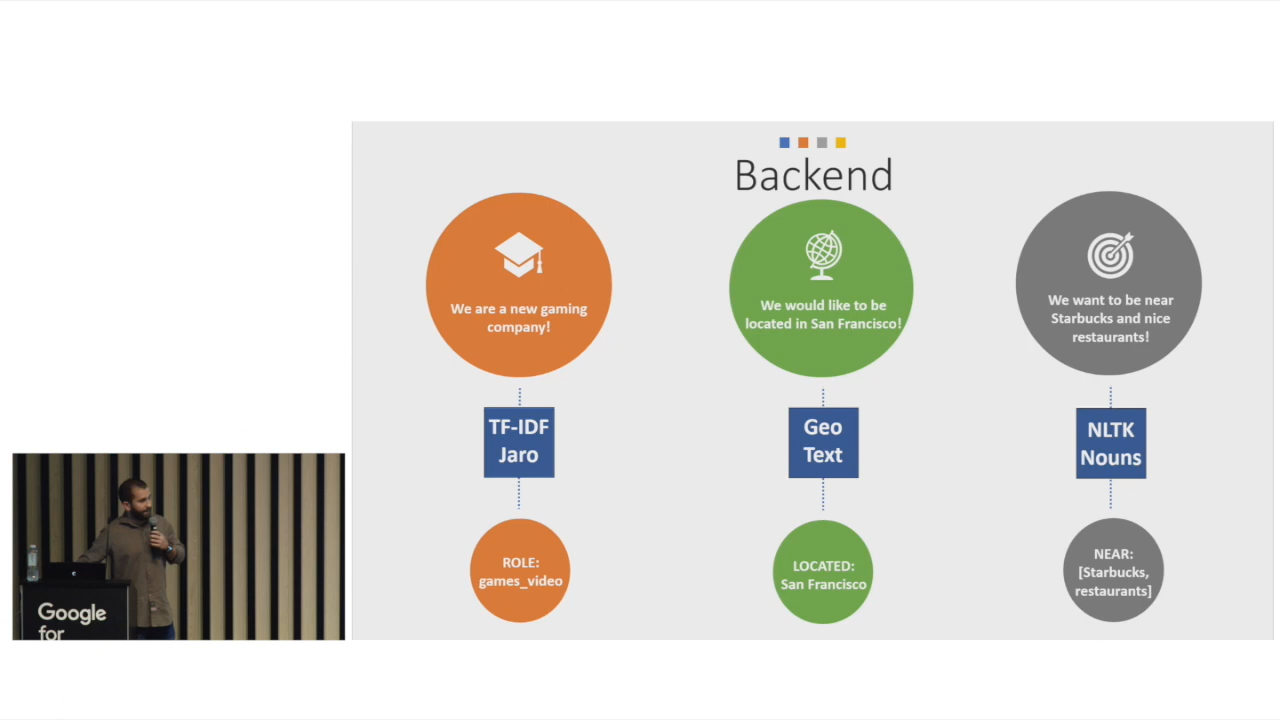 Backend
We are a new gaming
company!
We would like to be
located in San Francisco!
We want to be near
Starbucks and nice
restaurants!
TF-IDF
Jaro
Geo
Text
NLTK
Nouns
ROLE:
games_video
LOCATED:
San Francisco
NEAR:
[Starbucks,
restaurants]
Google
for